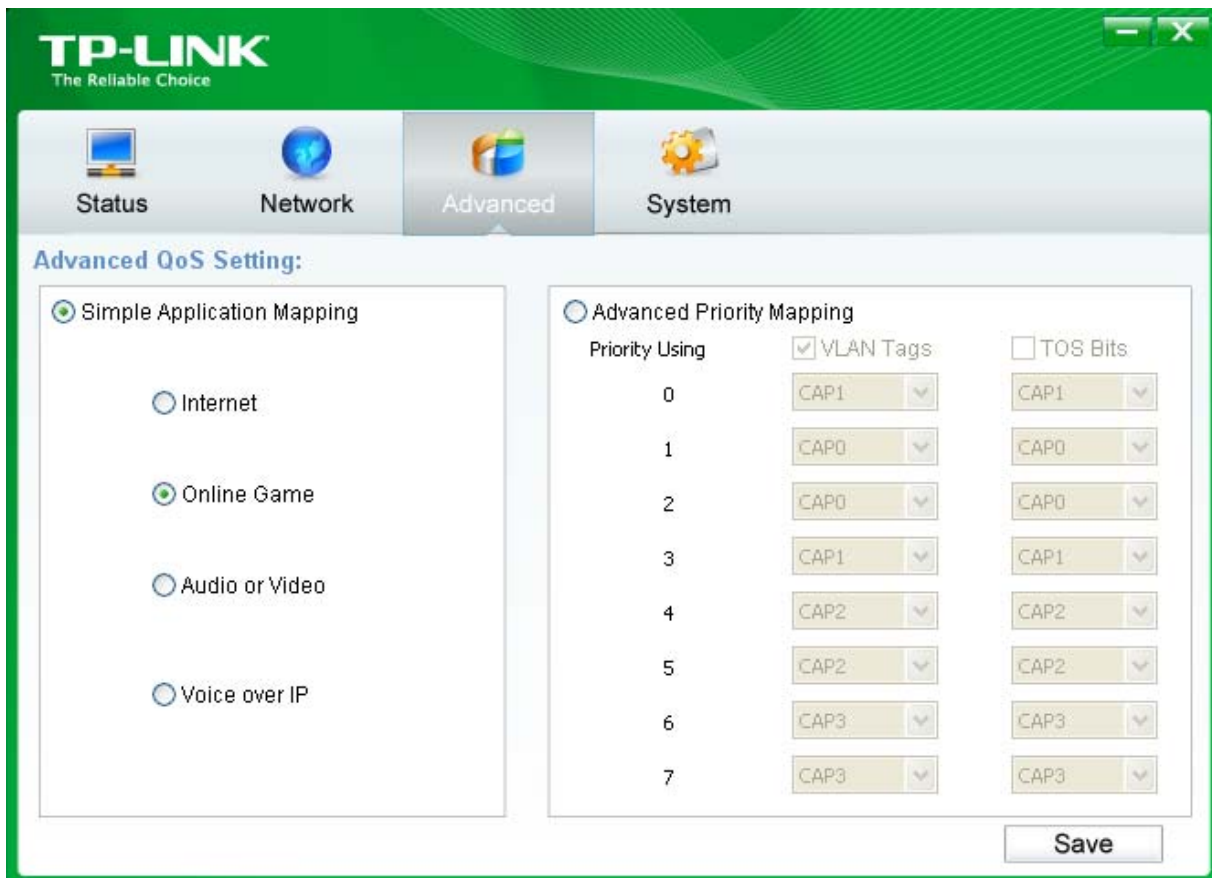 TP-LINK
The Reliable Choice
Status Network Advanced System
Advanced QoS Setting:
Simple Application Mapping
Internet
Online Game
Audio or Video
Voice over IP
Advanced Priority Mapping
Priority Using VLAN Tags TOS Bits
0 CAP1 CAP1
1 CAP0 CAP0
2 CAP0 CAP0
3 CAP1 CAP1
4 CAP2 CAP2
5 CAP2 CAP2
6 CAP3 CAP3
7 CAP3 CAP3
Save